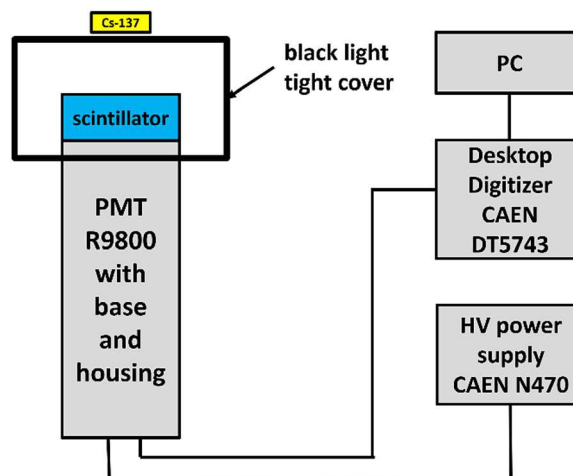 Cs-137
black light
tight cover
scintillator
PMT
R9800
with
base
and
housing
PC
Desktop
Digitizer
CAEN
DT5743
HV power
supply
CAEN N470